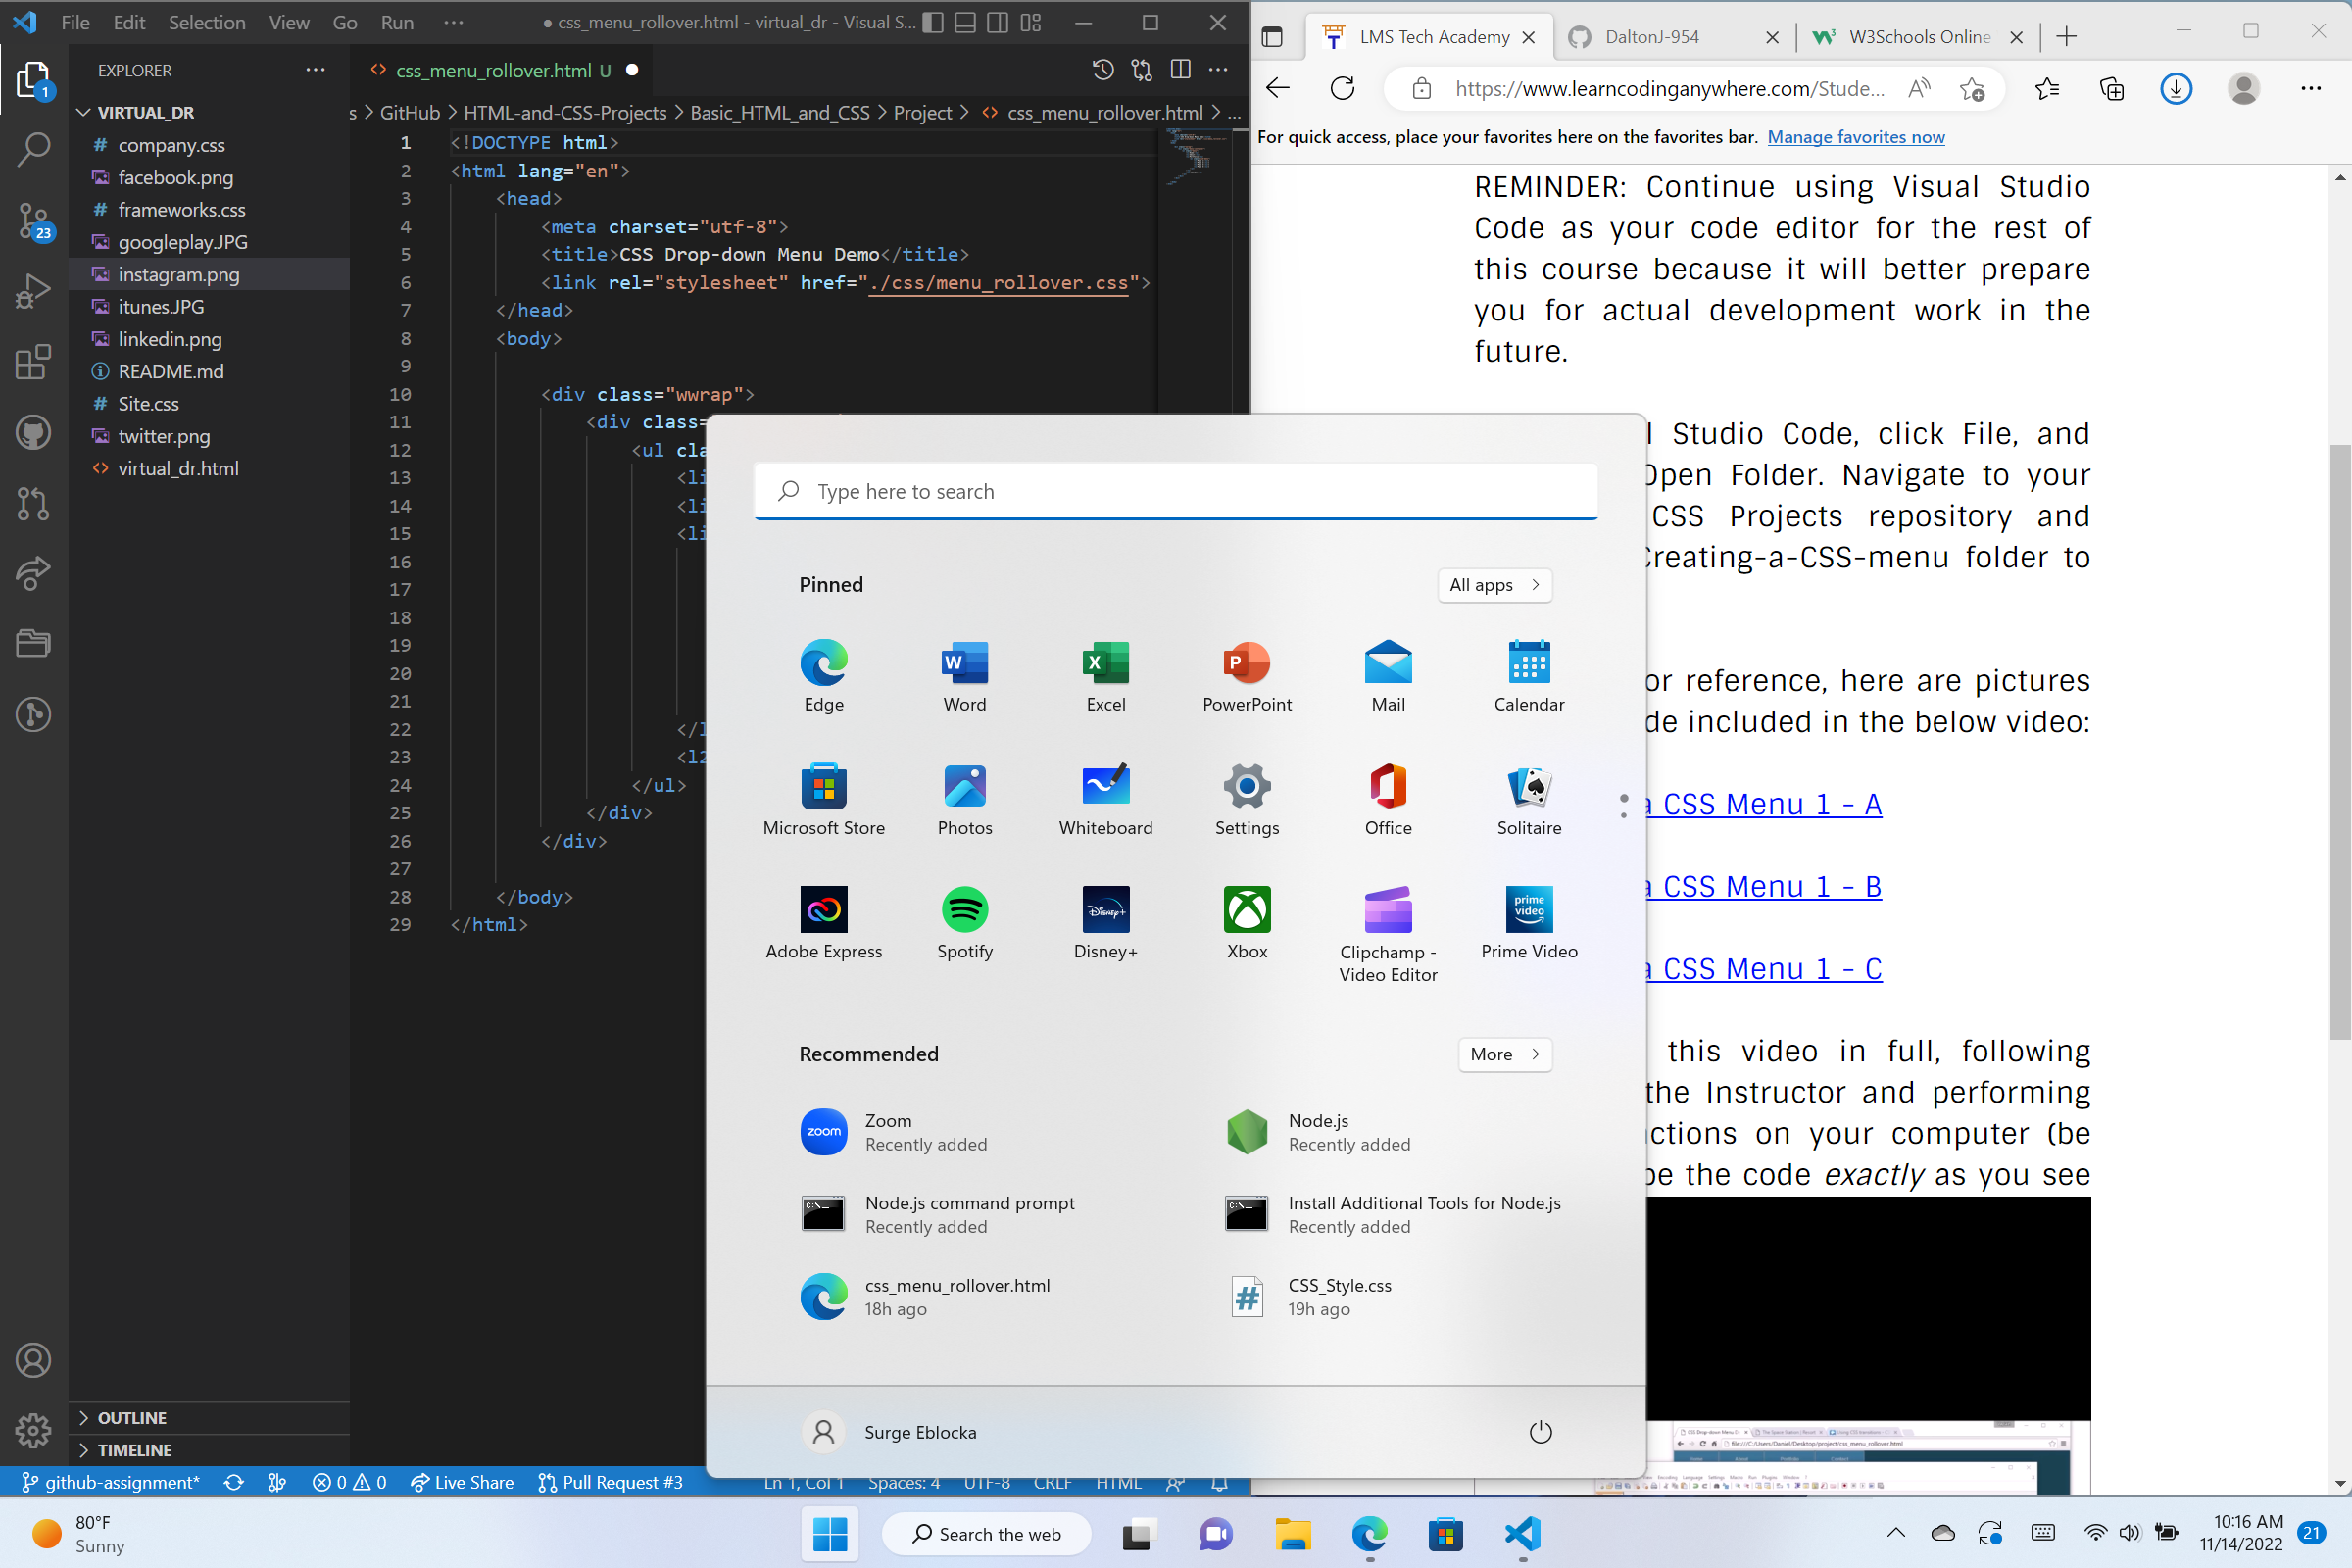 File Edit Selection View Go Run ···
● css_menu_rollover.html - virtual_dr - Visual S...
EXPLORER
VIRTUAL_DR
# company.css
facebook.png
# frameworks.css
googleplay.JPG
instagram.png
itunes.JPG
linkedin.png
README.md
# Site.css
twitter.png
<> virtual_dr.html
OUTLINE
TIMELINE
1
23
<> css_menu_rollover.html U ●
s > GitHub > HTML-and-CSS-Projects > Basic_HTML_and_CSS > Project > <> css_menu_rollover.html > ...
1 <!DOCTYPE html>
2 <html lang="en">
3 <head>
4 <meta charset="utf-8">
5 <title>CSS Drop-down Menu Demo</title>
6 <link rel="stylesheet" href="./css/menu_rollover.css">
7 </head>
8 <body>
9
10 <div class="wwrap">
11 <div class=
12 <ul cla
13 <li
14 <li
15 <li
16
17
18
19
20
21
22 </l
23 <l2
24 </ul>
25 </div>
26 </div>
27
28 </body>
29 </html>
github-assignment* 0 0 Live Share Pull Request #3 Ln 1, Col 1 Spaces: 4 UTF-8 CRLF HTML
LMS Tech Academy
DaltonJ-954
W3Schools Online
https://www.learncodinganywhere.com/Stude...
For quick access, place your favorites here on the favorites bar. Manage favorites now
REMINDER: Continue using Visual Studio
Code as your code editor for the rest of
this course because it will better prepare
you for actual development work in the
future.
l Studio Code, click File, and
Open Folder. Navigate to your
CSS Projects repository and
Creating-a-CSS-menu folder to
or reference, here are pictures
de included in the below video:
a CSS Menu 1 - A
a CSS Menu 1 - B
a CSS Menu 1 - C
this video in full, following
the Instructor and performing
ctions on your computer (be
pe the code exactly as you see
Type here to search
Pinned
All apps >
Edge
Word
Excel
PowerPoint
Mail
Calendar
Microsoft Store
Photos
Whiteboard
Settings
Office
Solitaire
Adobe Express
Spotify
Disney+
Xbox
Clipchamp -
Video Editor
prime
video
Prime Video
Recommended
More >
zoom
Zoom
Recently added
Node.js
Recently added
Node.js command prompt
Recently added
Install Additional Tools for Node.js
Recently added
css_menu_rollover.html
18h ago
CSS_Style.css
19h ago
Surge Eblocka
80°F
Sunny
Search the web
10:16 AM
11/14/2022
21